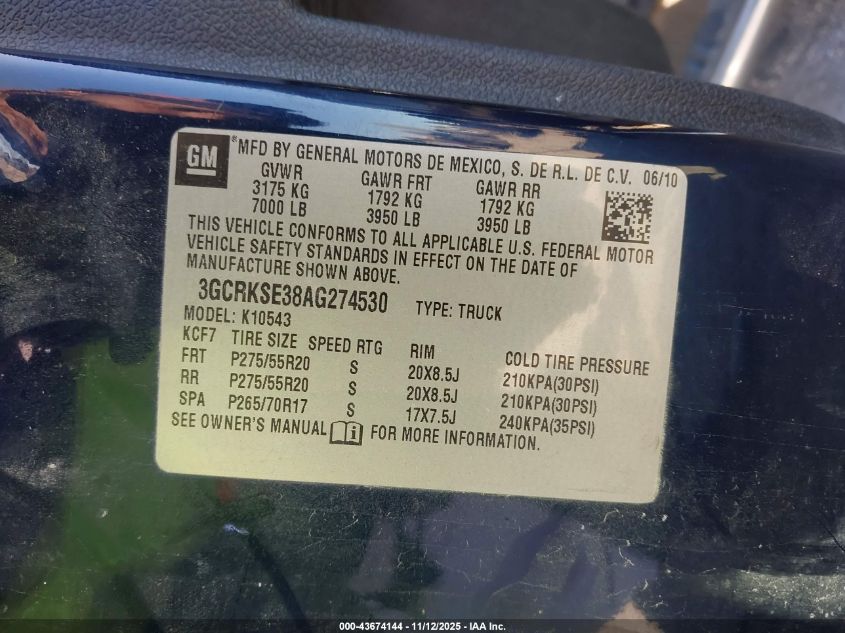 GM
*MFD BY GENERAL MOTORS DE MEXICO, S. DE R.L. DE C.V. 06/10
GVWR GAWR FRT GAWR RR
3175 KG 1792 KG 1792 KG
7000 LB 3950 LB 3950 LB
THIS VEHICLE CONFORMS TO ALL APPLICABLE U.S. FEDERAL MOTOR
VEHICLE SAFETY STANDARDS IN EFFECT ON THE DATE OF
MANUFACTURE SHOWN ABOVE.
3GCRKSE38AG274530 TYPE: TRUCK
MODEL: K10543
KCF7 TIRE SIZE SPEED RTG RIM COLD TIRE PRESSURE
FRT P275/55R20 S 20X8.5J 210KPA(30PSI)
RR P275/55R20 S 20X8.5J 210KPA(30PSI)
SPA P265/70R17 S 17X7.5J 240KPA(35PSI)
SEE OWNER'S MANUAL i FOR MORE INFORMATION.
000-43674144 - 11/12/2025 - IAA Inc.